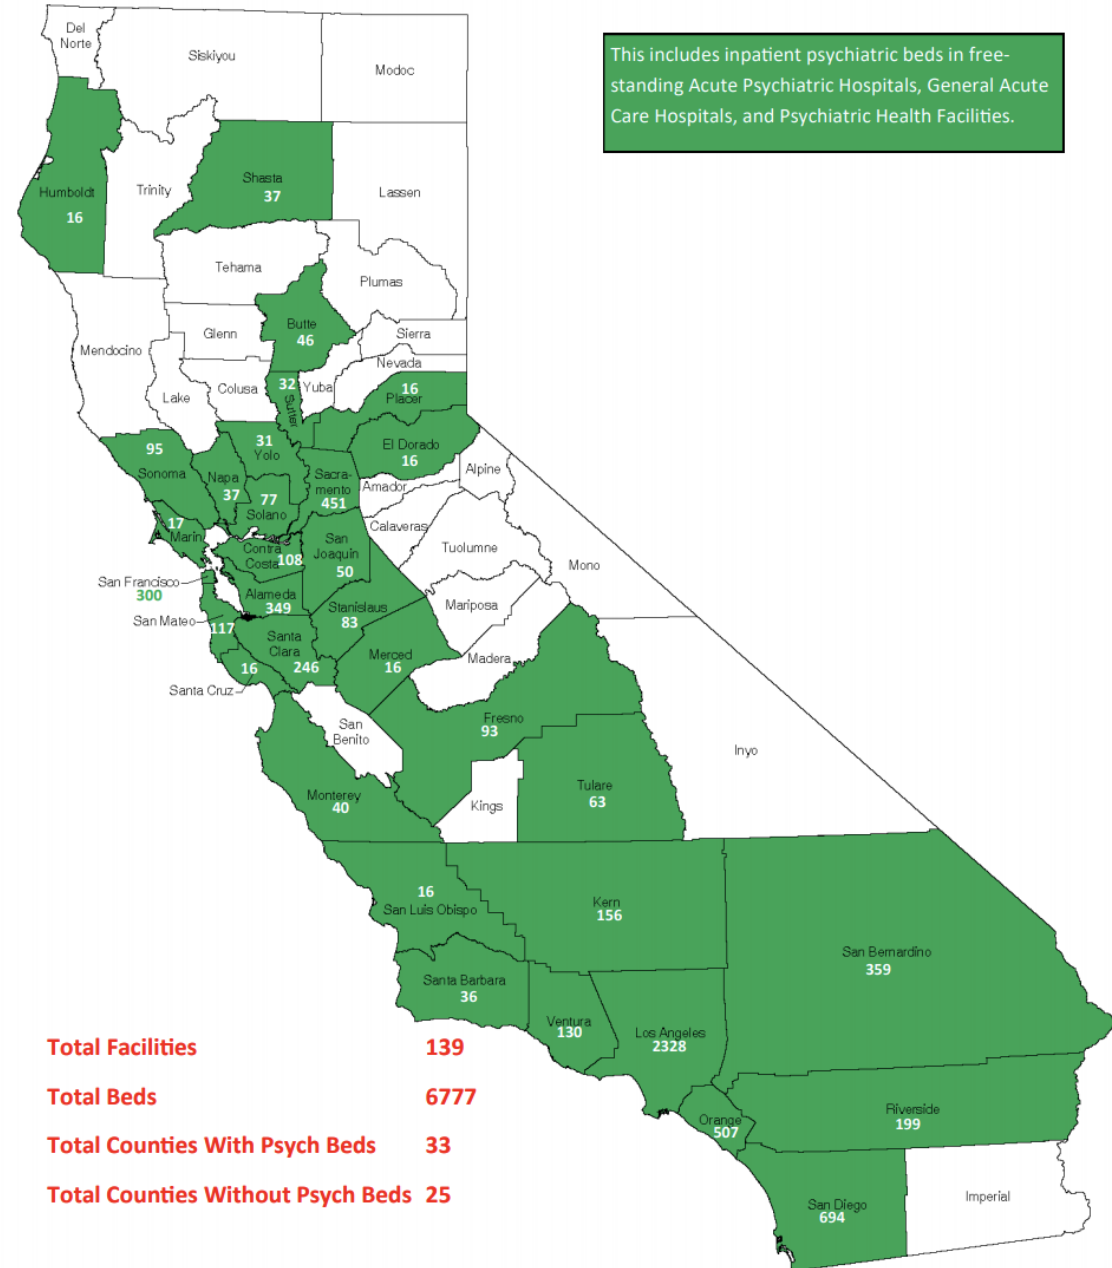 Del
Norte
Siskiyou
Modoc
This includes inpatient psychiatric beds in free-
standing Acute Psychiatric Hospitals, General Acute
Care Hospitals, and Psychiatric Health Facilities.
Humboldt
16
Trinity
Shasta
37
Lassen
Tehama
Plumas
Mendocino
Glenn
Butte
46
Sierra
Nevada
Lake
Colusa
32
Sutter
Yuba
16
Placer
95
Sonoma
31
Yolo
El Dorado
16
Napa
37
77
Solano
Sacra-
mento
451
Amador
Alpine
17
Marin
Calaveras
Contra
Costa
108
San
Joaquin
50
Tuolumne
Mono
San Francisco
300
Alameda
349
Stanislaus
83
Mariposa
San Mateo
117
Santa
Clara
246
Merced
16
Madera
16
Santa Cruz
San
Benito
Fresno
93
Inyo
Monterey
40
Kings
Tulare
63
16
San Luis Obispo
Kern
156
San Bernardino
359
Santa Barbara
36
Ventura
130
Los Angeles
2328
Orange
507
Riverside
199
San Diego
694
Imperial
Total Facilities 139
Total Beds 6777
Total Counties With Psych Beds 33
Total Counties Without Psych Beds 25